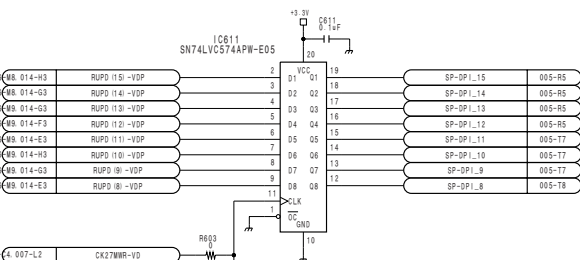 +3.3V
IC611
SN74LVC574APW-E05
C611
0.1uF
20
VCC
M8.014-H3 RUPD(15)-VDP 2 D1 Q1 19 SP-DPI_15 005-R5
M8.014-G3 RUPD(14)-VDP 3 D2 Q2 18 SP-DPI_14 005-R5
M9.014-G3 RUPD(13)-VDP 4 D3 Q3 17 SP-DPI_13 005-R5
M9.014-F3 RUPD(12)-VDP 5 D4 Q4 16 SP-DPI_12 005-R5
M9.014-E3 RUPD(11)-VDP 6 D5 Q5 15 SP-DPI_11 005-T7
M9.014-H3 RUPD(10)-VDP 7 D6 Q6 14 SP-DPI_10 005-T7
M9.014-G3 RUPD(9)-VDP 8 D7 Q7 13 SP-DPI_9 005-T7
M9.014-E3 RUPD(8)-VDP 9 D8 Q8 12 SP-DPI_8 005-T8
11 CLK
1 OC
GND
10
R603
0
C4.007-L2 CK27MWR-VD